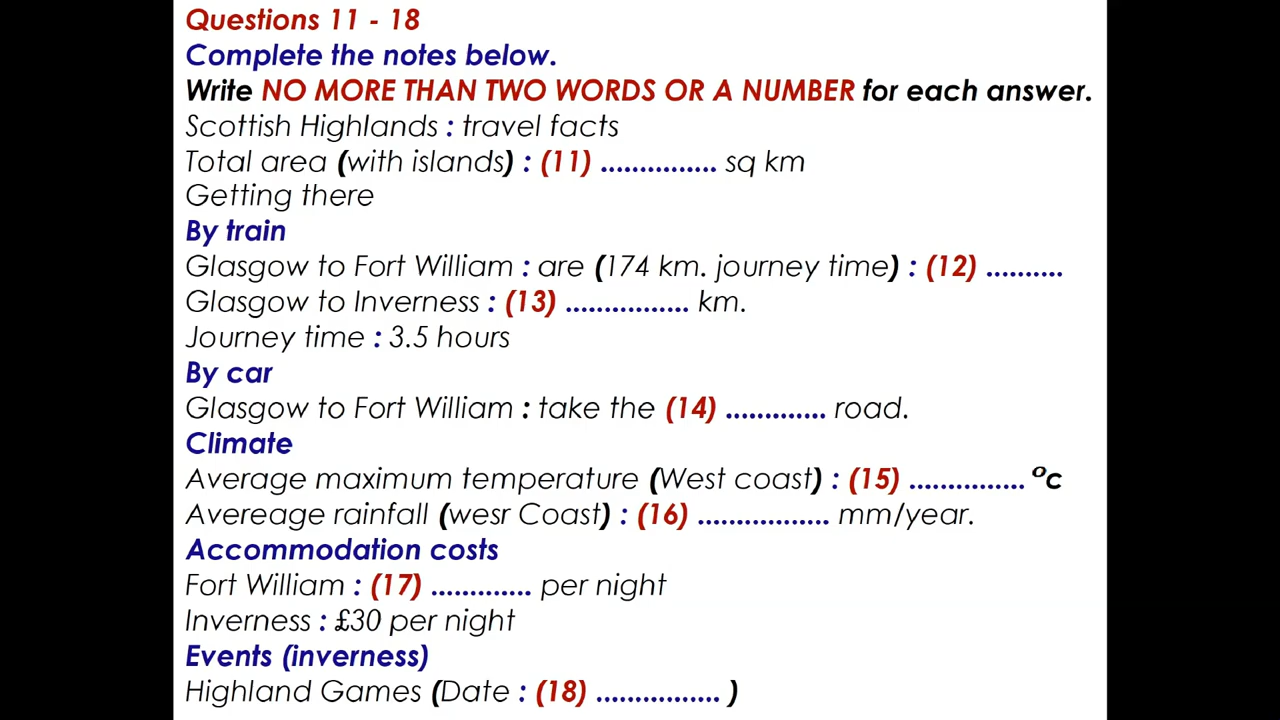 Questions 11 - 18
Complete the notes below.
Write NO MORE THAN TWO WORDS OR A NUMBER for each answer.
Scottish Highlands : travel facts
Total area (with islands) : (11) ............... sq km
Getting there
By train
Glasgow to Fort William : are (174 km. journey time) : (12) ..........
Glasgow to Inverness : (13) ................ km.
Journey time : 3.5 hours
By car
Glasgow to Fort William : take the (14) ............. road.
Climate
Average maximum temperature (West coast) : (15) ............... ºc
Avereage rainfall (wesr Coast) : (16) ................. mm/year.
Accommodation costs
Fort William : (17) ............. per night
Inverness : £30 per night
Events (inverness)
Highland Games (Date : (18) ................ )